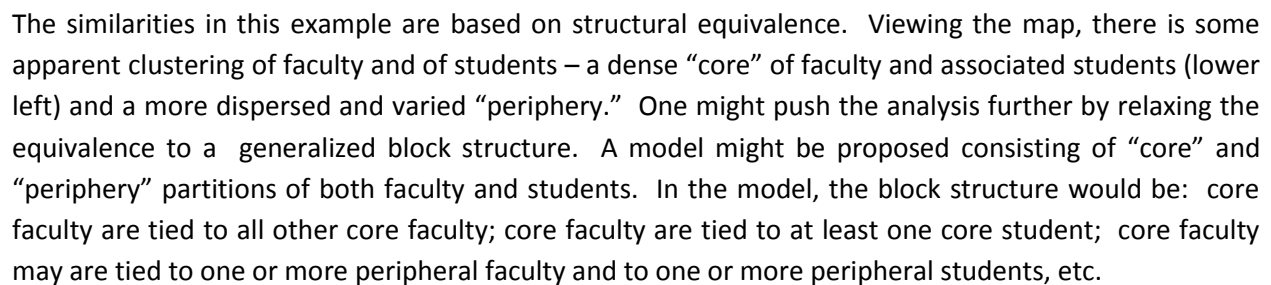 The similarities in this example are based on structural equivalence. Viewing the map, there is some
apparent clustering of faculty and of students – a dense “core” of faculty and associated students (lower
left) and a more dispersed and varied “periphery.” One might push the analysis further by relaxing the
equivalence to a generalized block structure. A model might be proposed consisting of “core” and
“periphery” partitions of both faculty and students. In the model, the block structure would be: core
faculty are tied to all other core faculty; core faculty are tied to at least one core student; core faculty
may are tied to one or more peripheral faculty and to one or more peripheral students, etc.